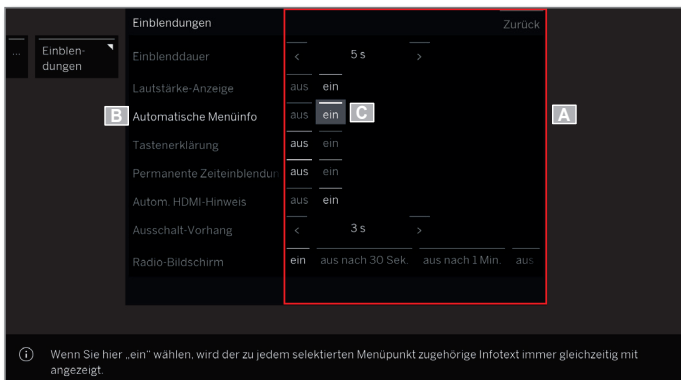 Einblendungen Zurück
... Einblen-
dungen
Einblenddauer < 5 s >
Lautstärke-Anzeige aus ein
B Automatische Menüinfo aus ein C A
Tastenerklärung aus ein
Permanente Zeiteinblendun aus ein
Autom. HDMI-Hinweis aus ein
Ausschalt-Vorhang < 3 s >
Radio-Bildschirm ein aus nach 30 Sek. aus nach 1 Min. aus
i Wenn Sie hier „ein“ wählen, wird der zu jedem selektierten Menüpunkt zugehörige Infotext immer gleichzeitig mit
angezeigt.